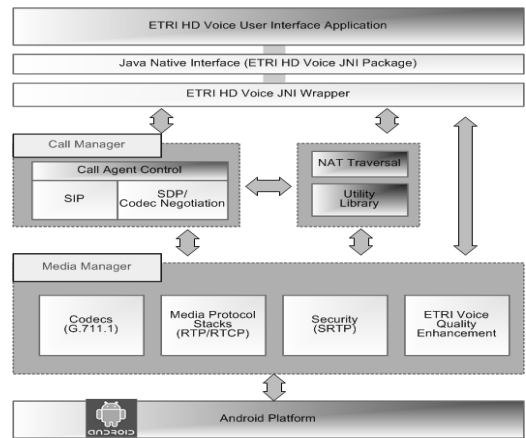 ETRI HD Voice User Interface Application
Java Native Interface (ETRI HD Voice JNI Package)
ETRI HD Voice JNI Wrapper
Call Manager
Call Agent Control
SIP
SDP/
Codec Negotiation
NAT Traversal
Utility
Library
Media Manager
Codecs
(G.711.1)
Media Protocol
Stacks
(RTP/RTCP)
Security
(SRTP)
ETRI Voice
Quality
Enhancement
ANDROID
Android Platform